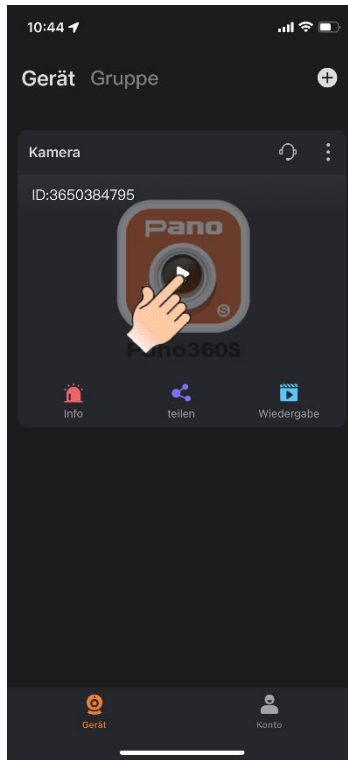 10:44
Gerät Gruppe
Kamera
ID:3650384795
Pano
S
Pano360S
Info teilen Wiedergabe
Gerät Konto